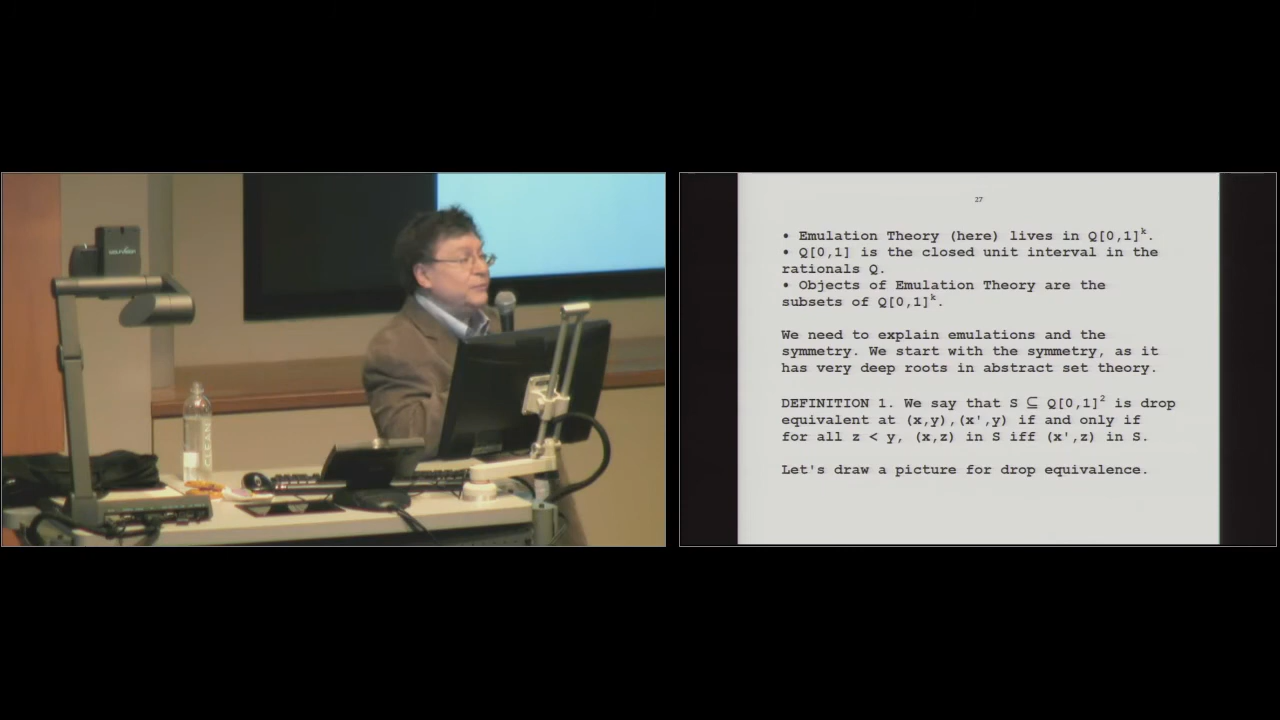 27
• Emulation Theory (here) lives in Q[0,1]^k.
• Q[0,1] is the closed unit interval in the
rationals Q.
• Objects of Emulation Theory are the
subsets of Q[0,1]^k.
We need to explain emulations and the
symmetry. We start with the symmetry, as it
has very deep roots in abstract set theory.
DEFINITION 1. We say that S ⊆ Q[0,1]² is drop
equivalent at (x,y),(x',y) if and only if
for all z < y, (x,z) in S iff (x',z) in S.
Let's draw a picture for drop equivalence.